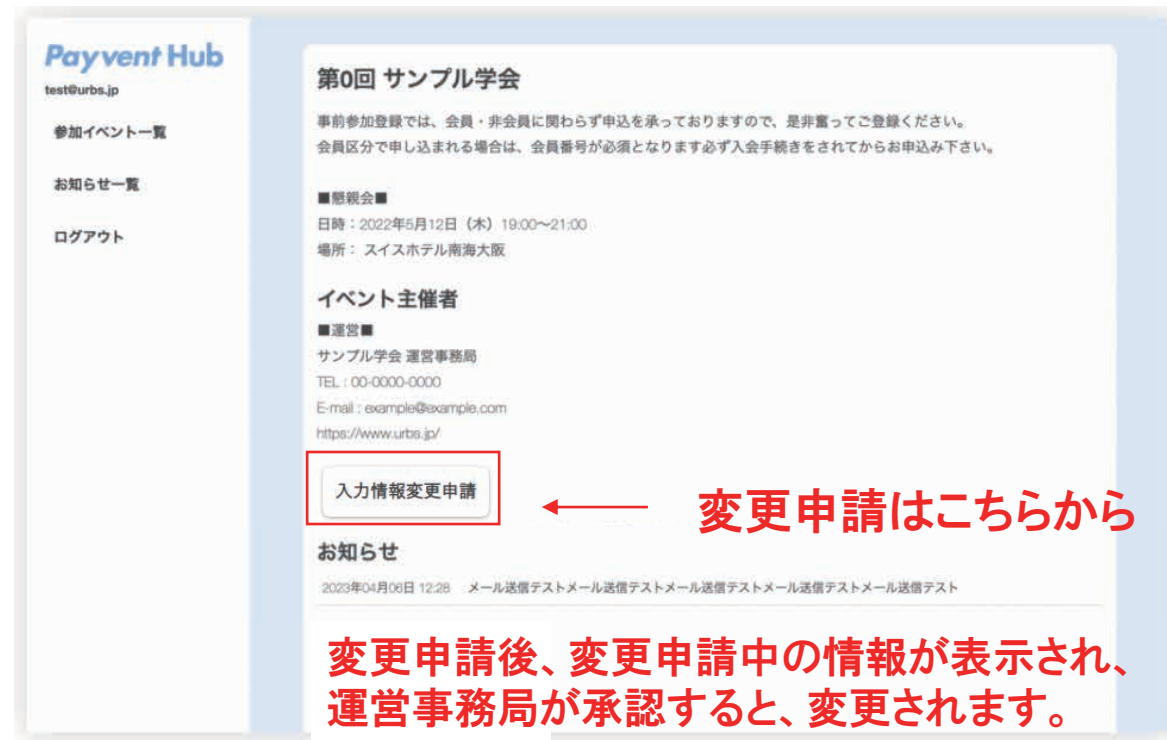 Payvent Hub
test@urbs.jp
参加イベント一覧
お知らせ一覧
ログアウト
第0回 サンプル学会
事前参加登録では、会員・非会員に関わらず申込を承っておりますので、是非奮ってご登録ください。
会員区分で申し込まれる場合は、会員番号が必須となります必ず入会手続きをされてからお申込み下さい。
■懇親会■
日時：2022年5月12日（木）19:00〜21:00
場所： スイスホテル南海大阪
イベント主催者
■運営■
サンプル学会 運営事務局
TEL : 00-0000-0000
E-mail : example@example.com
https://www.urbs.jp/
入力情報変更申請
変更申請はこちらから
お知らせ
2023年04月06日 12:28 メール送信テストメール送信テストメール送信テストメール送信テストメール送信テスト
変更申請後、変更申請中の情報が表示され、
運営事務局が承認すると、変更されます。